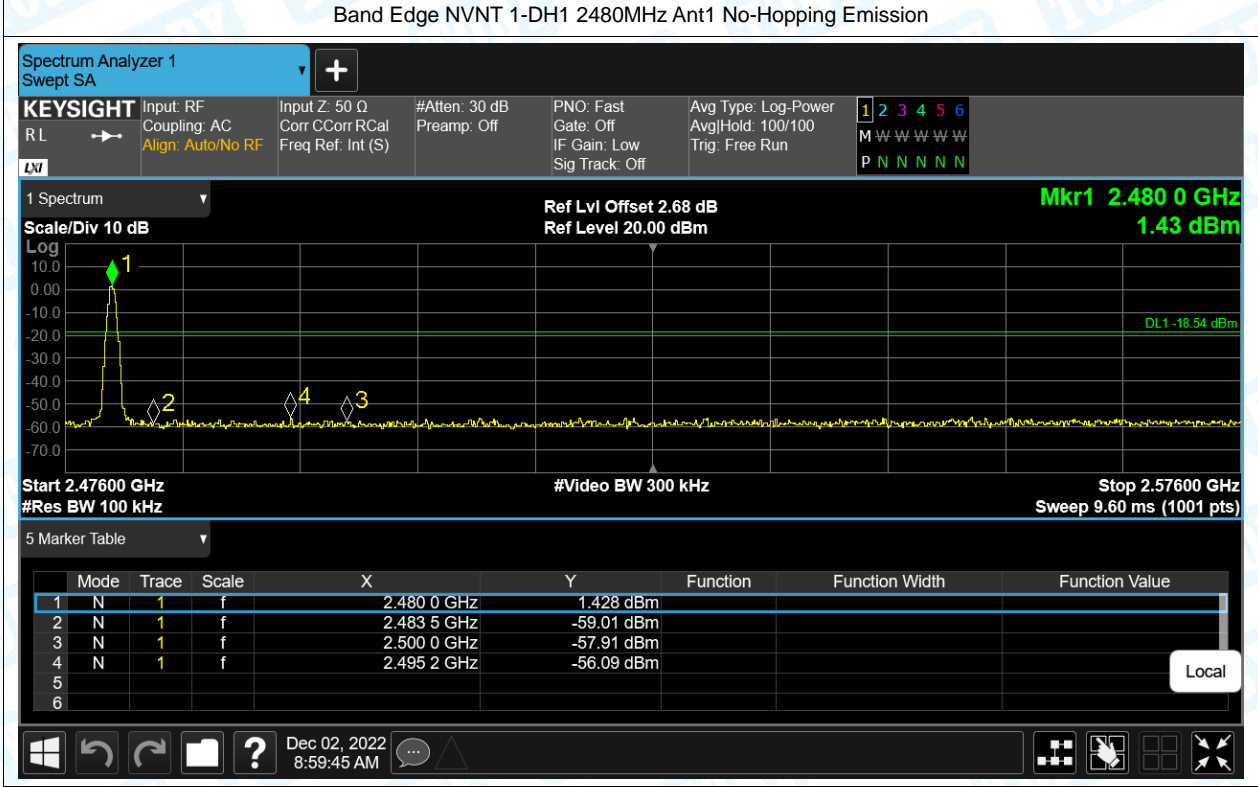 Band Edge NVNT 1-DH1 2480MHz Ant1 No-Hopping Emission
Spectrum Analyzer 1
Swept SA
KEYSIGHT
R L
LXI
Input: RF
Coupling: AC
Align: Auto/No RF
Input Z: 50 Ω
Corr CCorr RCal
Freq Ref: Int (S)
#Atten: 30 dB
Preamp: Off
PNO: Fast
Gate: Off
IF Gain: Low
Sig Track: Off
Avg Type: Log-Power
Avg|Hold: 100/100
Trig: Free Run
1 2 3 4 5 6
M W W W W W
P N N N N N
1 Spectrum
Scale/Div 10 dB
Ref Lvl Offset 2.68 dB
Ref Level 20.00 dBm
Mkr1 2.480 0 GHz
1.43 dBm
Log
10.0
0.00
-10.0
-20.0
-30.0
-40.0
-50.0
-60.0
-70.0
1
2
4
3
DL1 -18.54 dBm
Start 2.47600 GHz
#Video BW 300 kHz
Stop 2.57600 GHz
#Res BW 100 kHz
Sweep 9.60 ms (1001 pts)
5 Marker Table
Mode Trace Scale X Y Function Function Width Function Value
1 N 1 f 2.480 0 GHz 1.428 dBm
2 N 1 f 2.483 5 GHz -59.01 dBm
3 N 1 f 2.500 0 GHz -57.91 dBm
4 N 1 f 2.495 2 GHz -56.09 dBm
5
6
Local
?
Dec 02, 2022
8:59:45 AM